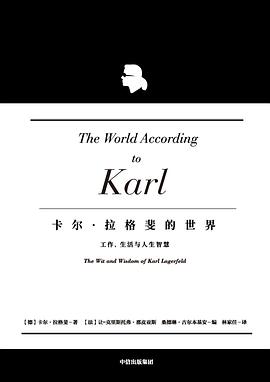 The World According
to
Karl
卡尔·拉格斐的世界
工作、生活与人生智慧
The Wit and Wisdom of Karl Lagerfeld
【德】卡尔·拉格斐—著 【法】让-克里斯托弗·那皮亚斯 桑德琳·古尔本基安—编 林家任—译
中信出版集团